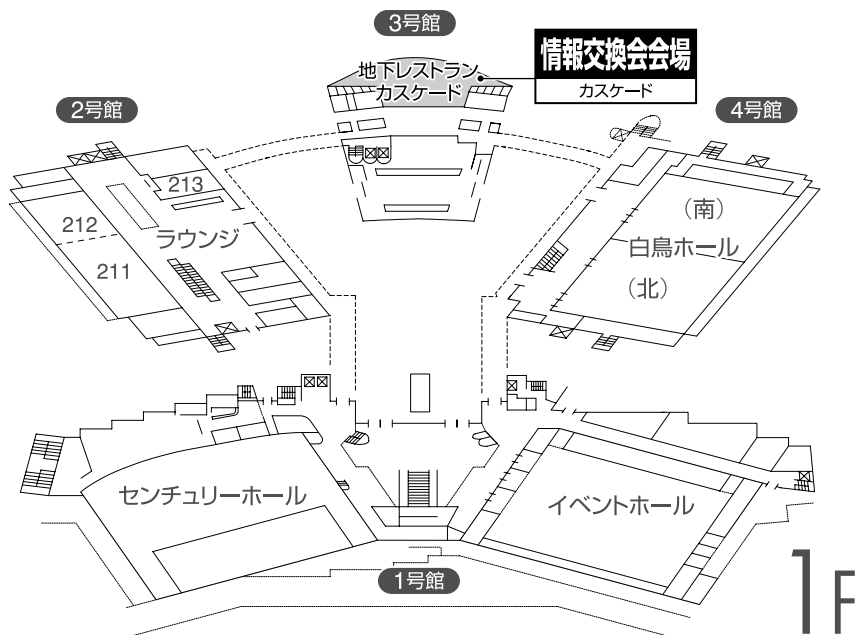 3号館
地下レストラン
カスケード
情報交換会会場
カスケード
2号館
4号館
213
212
211
ラウンジ
（南）
白鳥ホール
（北）
センチュリーホール
イベントホール
1号館
1F